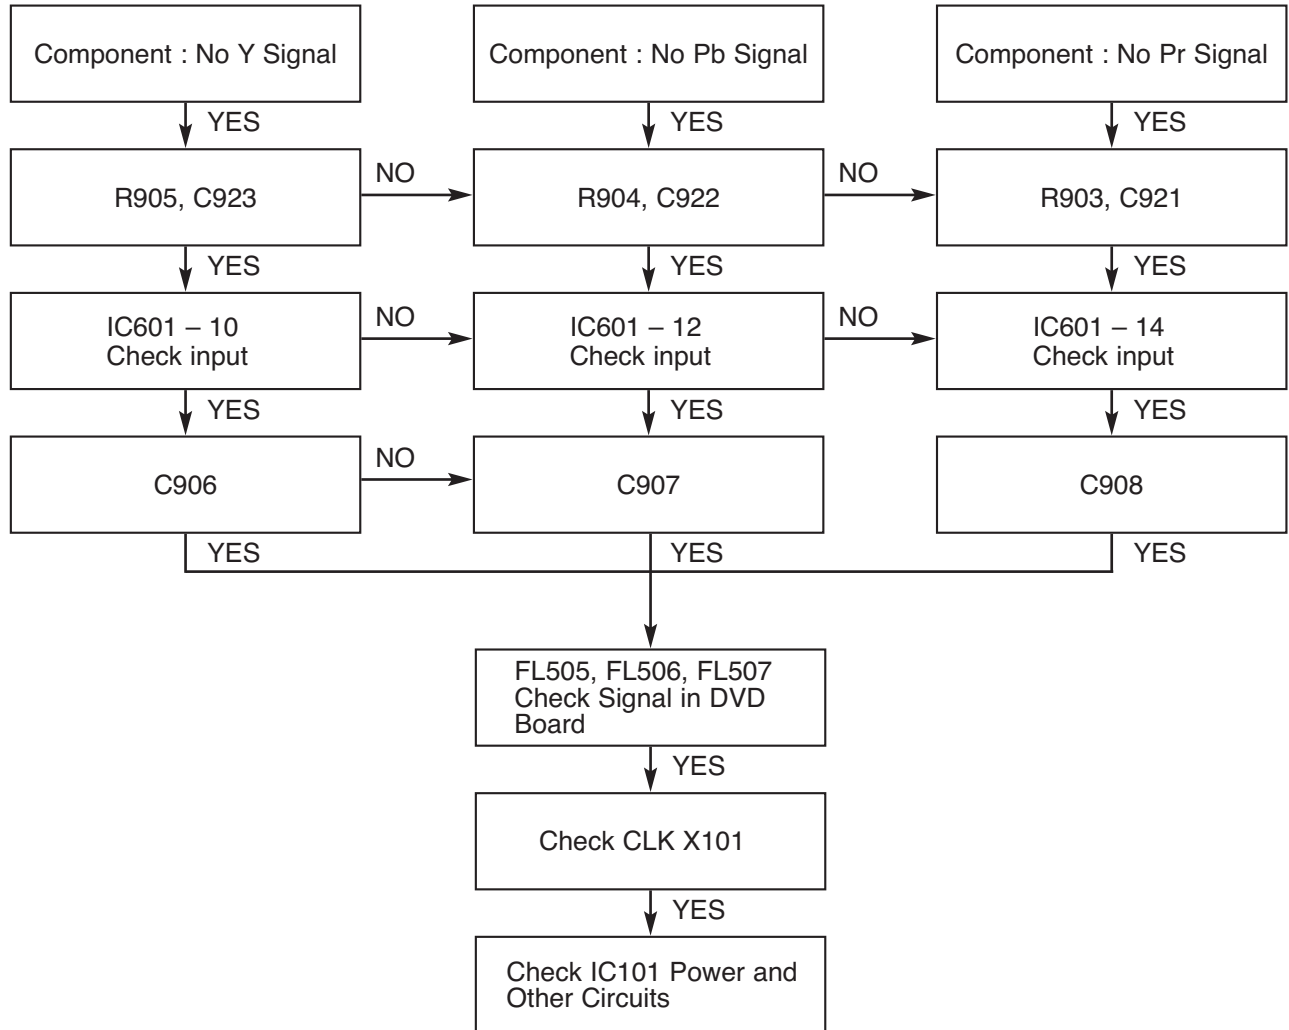 Component : No Y Signal
Component : No Pb Signal
Component : No Pr Signal
YES
YES
YES
R905, C923
NO
R904, C922
NO
R903, C921
YES
YES
YES
IC601 – 10
Check input
NO
IC601 – 12
Check input
NO
IC601 – 14
Check input
YES
YES
YES
C906
NO
C907
C908
YES
YES
YES
FL505, FL506, FL507
Check Signal in DVD
Board
YES
Check CLK X101
YES
Check IC101 Power and
Other Circuits